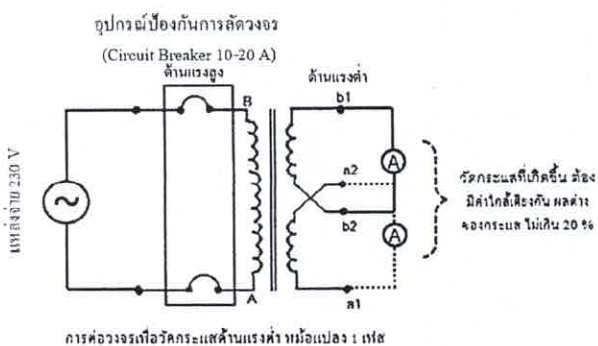 อุปกรณ์ป้องกันการลัดวงจร
(Circuit Breaker 10-20 A)
ด้านแรงสูง
ด้านแรงต่ำ
B
b1
A
a2
b2
A
A
a1
แหล่งจ่าย 230 V
วัดกระแสที่เกิดขึ้น ต้อง
มีค่าใกล้เคียงกัน ผลต่าง
ของกระแส ไม่เกิน 20 %
การต่อวงจรเพื่อวัดกระแสด้านแรงต่ำ หม้อแปลง 1 เฟส